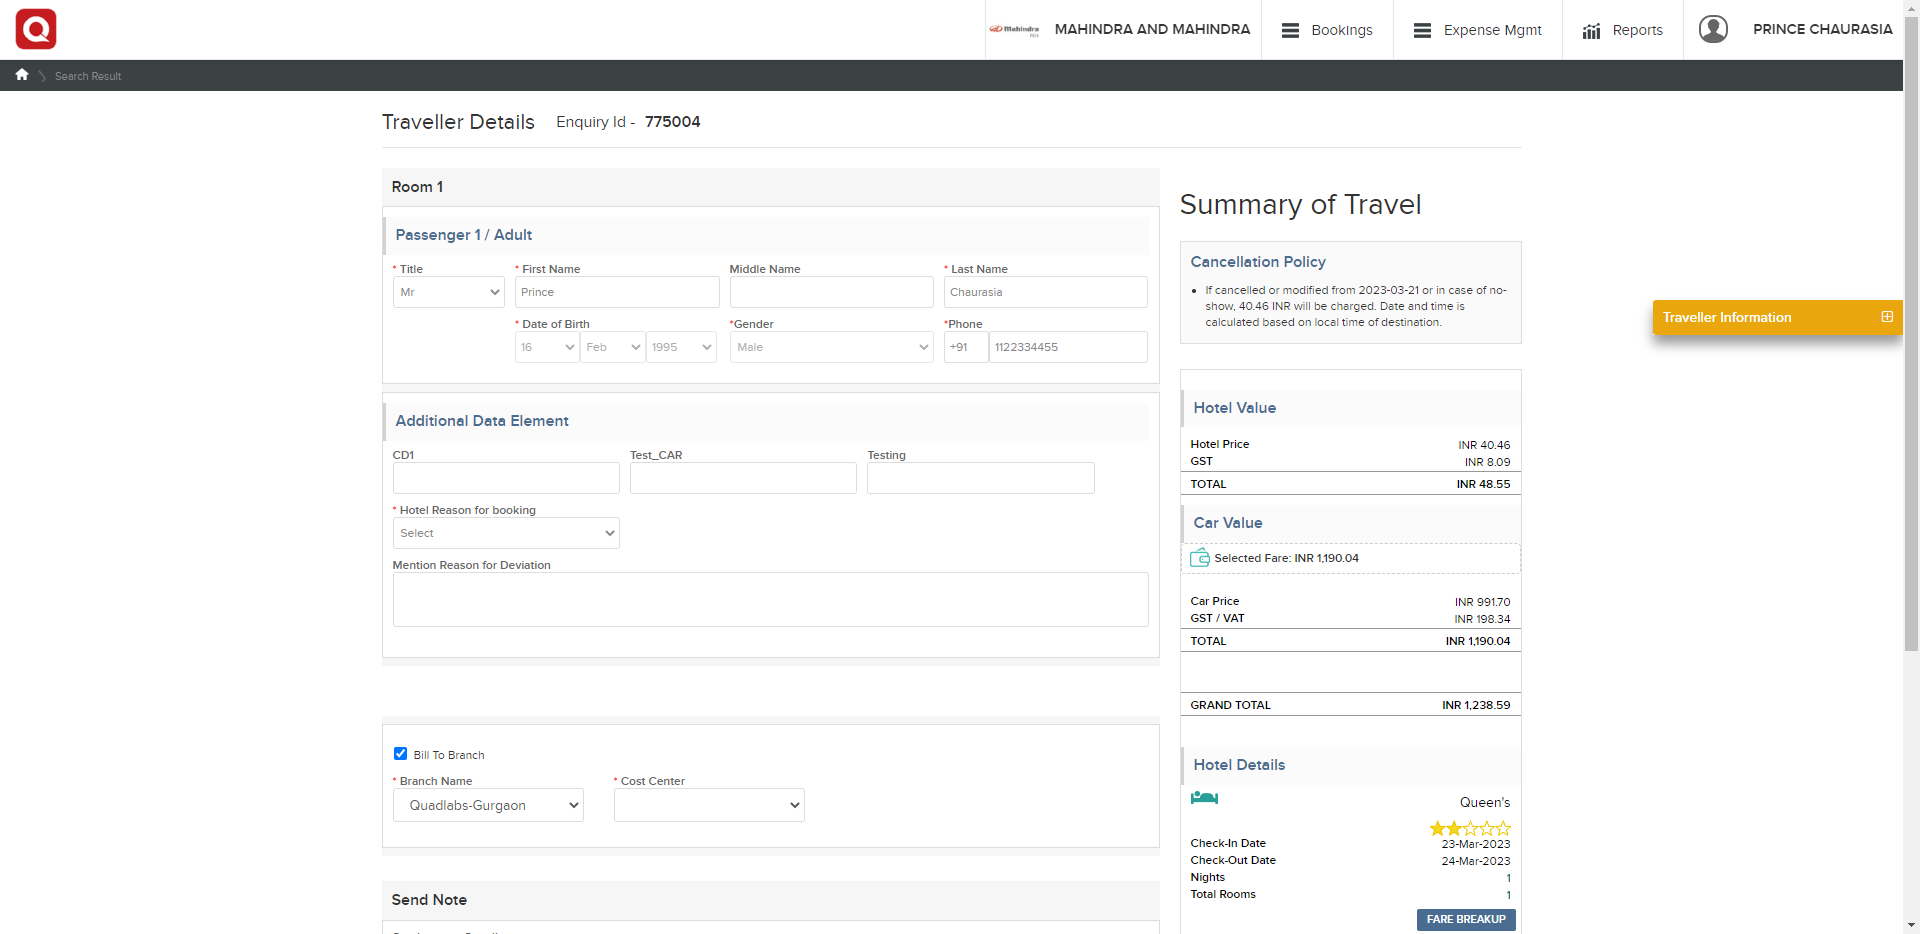 Mahindra
MAHINDRA AND MAHINDRA
Bookings
Expense Mgmt
Reports
PRINCE CHAURASIA
Search Result
Traveller Details Enquiry Id - 775004
Room 1
Passenger 1 / Adult
* Title * First Name Middle Name * Last Name
Mr Prince Chaurasia
* Date of Birth *Gender *Phone
16 Feb 1995 Male +91 1122334455
Additional Data Element
CD1 Test_CAR Testing
* Hotel Reason for booking
Select
Mention Reason for Deviation
Bill To Branch
* Branch Name * Cost Center
Quadlabs-Gurgaon
Send Note
Summary of Travel
Cancellation Policy
If cancelled or modified from 2023-03-21 or in case of no-
show, 40.46 INR will be charged. Date and time is
calculated based on local time of destination.
Hotel Value
Hotel Price INR 40.46
GST INR 8.09
TOTAL INR 48.55
Car Value
Selected Fare: INR 1,190.04
Car Price INR 991.70
GST / VAT INR 198.34
TOTAL INR 1,190.04
GRAND TOTAL INR 1,238.59
Hotel Details
Queen's
Check-In Date 23-Mar-2023
Check-Out Date 24-Mar-2023
Nights 1
Total Rooms 1
FARE BREAKUP
Traveller Information